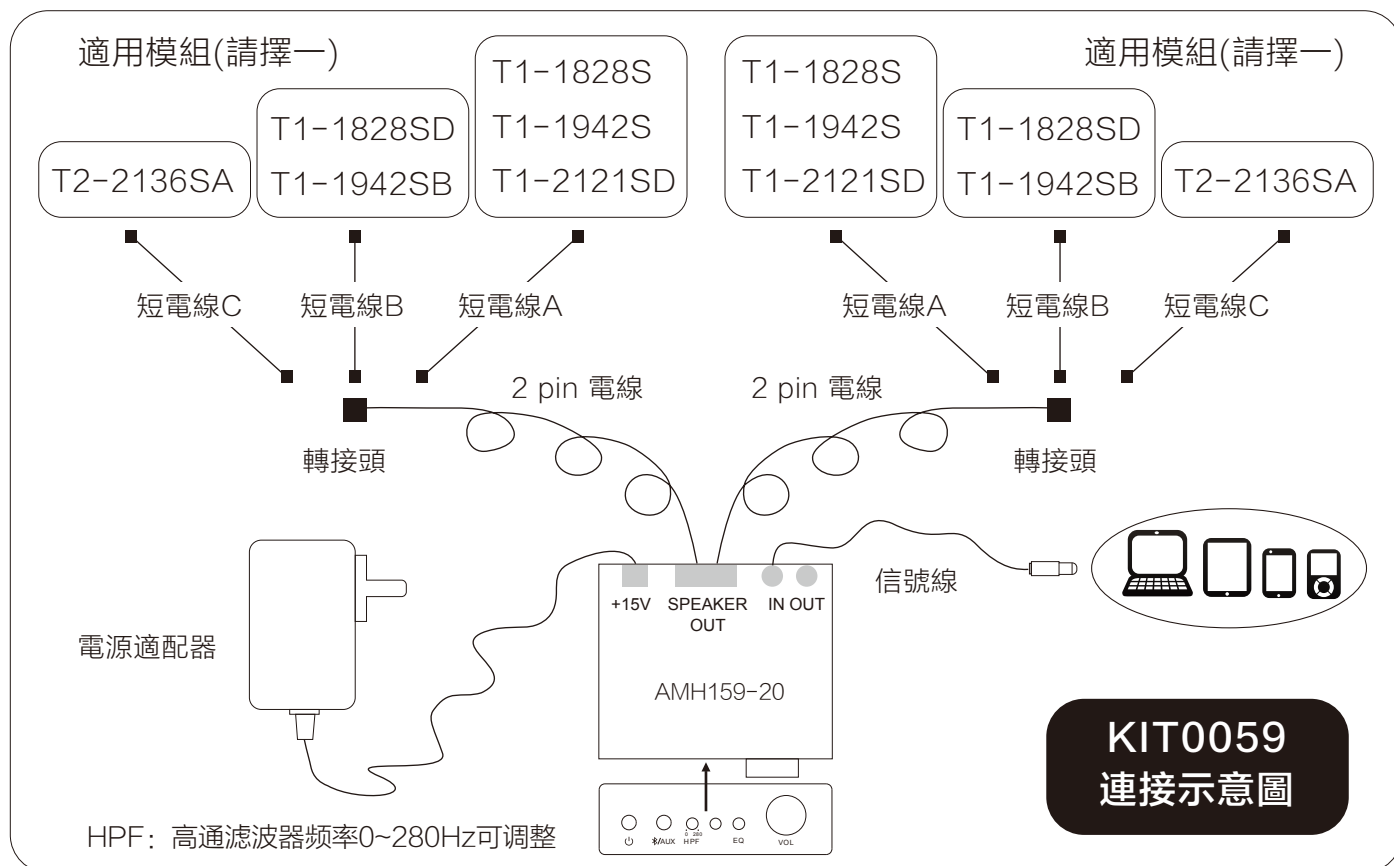 適用模組(請擇一)
T2-2136SA
T1-1828SD
T1-1942SB
T1-1828S
T1-1942S
T1-2121SD
適用模組(請擇一)
T1-1828S
T1-1942S
T1-2121SD
T1-1828SD
T1-1942SB
T2-2136SA
短電線C
短電線B
短電線A
短電線A
短電線B
短電線C
2 pin 電線
2 pin 電線
轉接頭
轉接頭
電源適配器
+15V
SPEAKER
OUT
IN OUT
信號線
AMH159-20
KIT0059
連接示意圖
0 280
/AUX
HPF
EQ
VOL
HPF：高通滤波器频率0~280Hz可调整